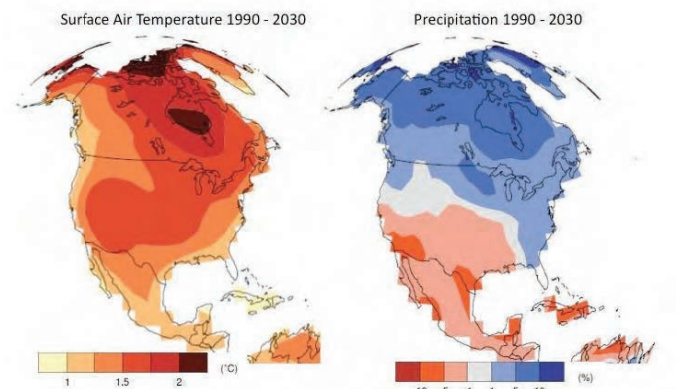 Surface Air Temperature 1990 - 2030
Precipitation 1990 - 2030
(°C)
1 1.5 2
(%)